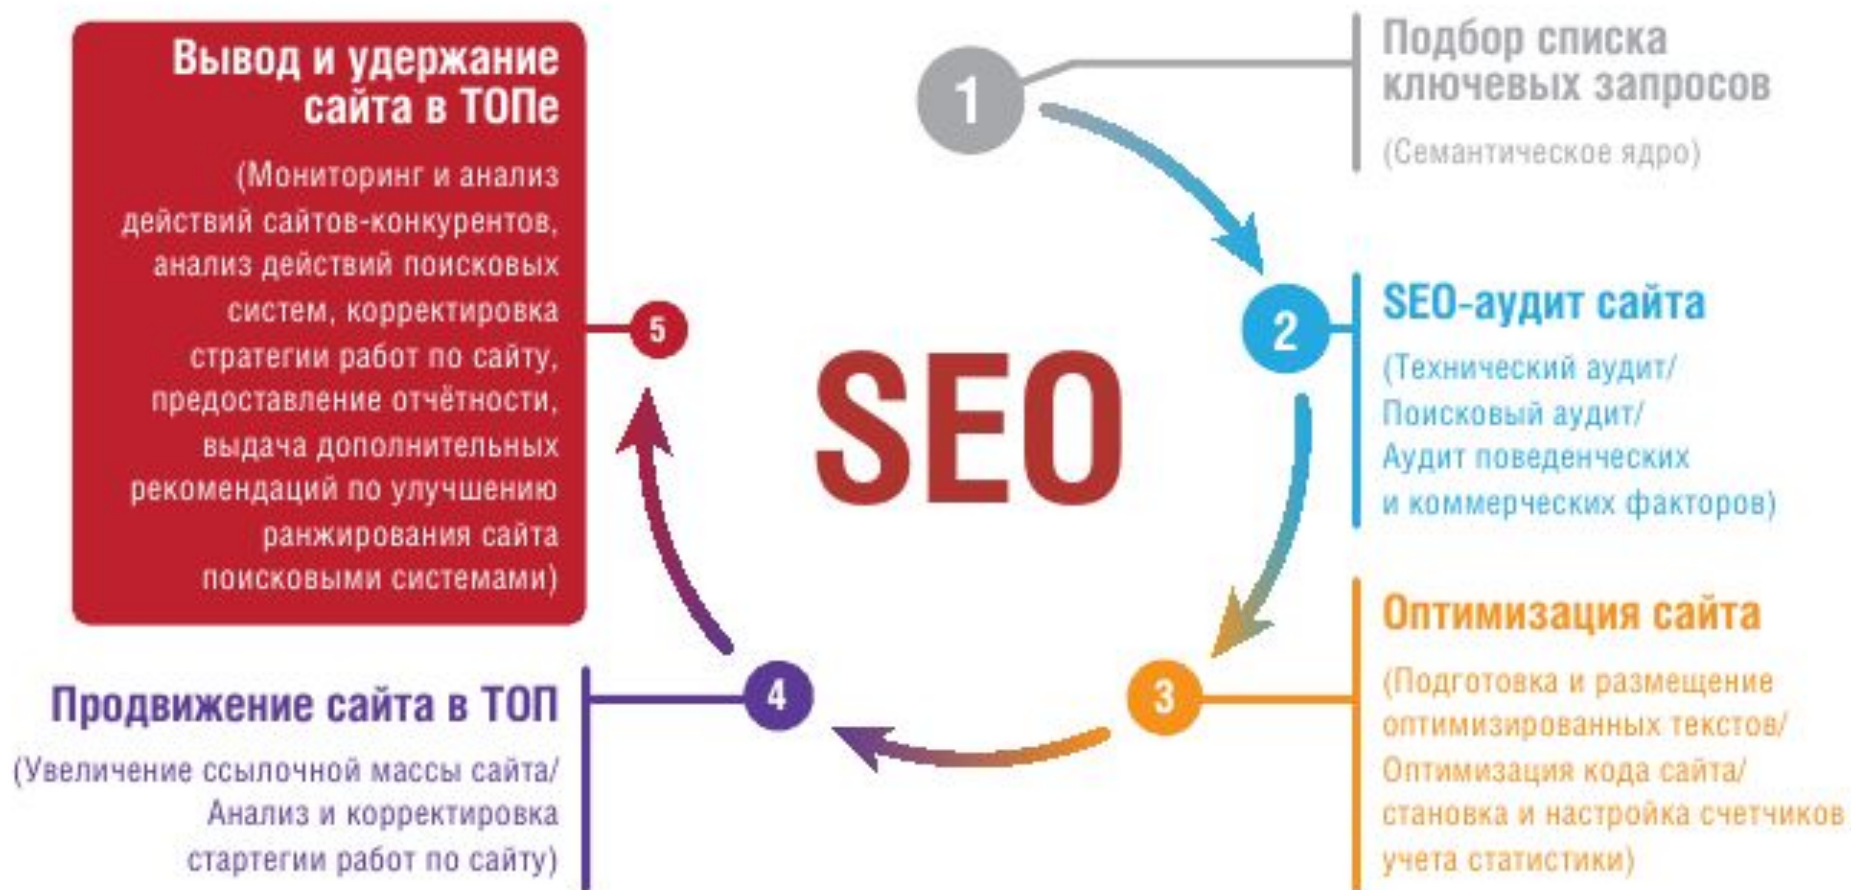 1
Подбор списка
ключевых запросов
(Семантическое ядро)
2
SEO-аудит сайта
(Технический аудит/
Поисковый аудит/
Аудит поведенческих
и коммерческих факторов)
3
Оптимизация сайта
(Подготовка и размещение
оптимизированных текстов/
Оптимизация кода сайта/
становка и настройка счетчиков
учета статистики)
4
Продвижение сайта в ТОП
(Увеличение ссылочной массы сайта/
Анализ и корректировка
стартегии работ по сайту)
5
Вывод и удержание
сайта в ТОПе
(Мониторинг и анализ
действий сайтов-конкурентов,
анализ действий поисковых
систем, корректировка
стратегии работ по сайту,
предоставление отчётности,
выдача дополнительных
рекомендаций по улучшению
ранжирования сайта
поисковыми системами)
SEO